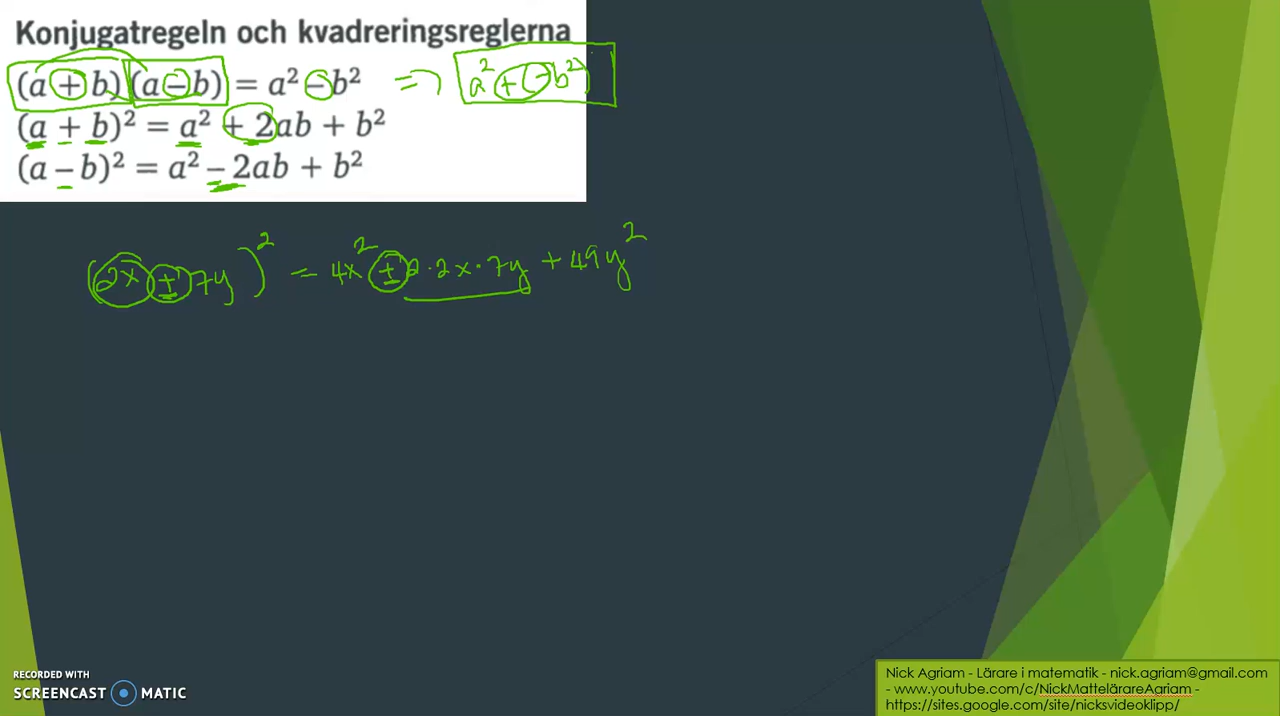 Konjugatregeln och kvadreringsreglerna
(a + b)(a − b) = a² − b² => a² + (−b²)
(a + b)² = a² + 2ab + b²
(a − b)² = a² − 2ab + b²
(2x ± 7y)² = 4x² ± 2·2x·7y + 49y²
RECORDED WITH
SCREENCAST MATIC
Nick Agriam - Lärare i matematik - nick.agriam@gmail.com
- www.youtube.com/c/NickMattelärareAgriam -
https://sites.google.com/site/nicksvideoklipp/